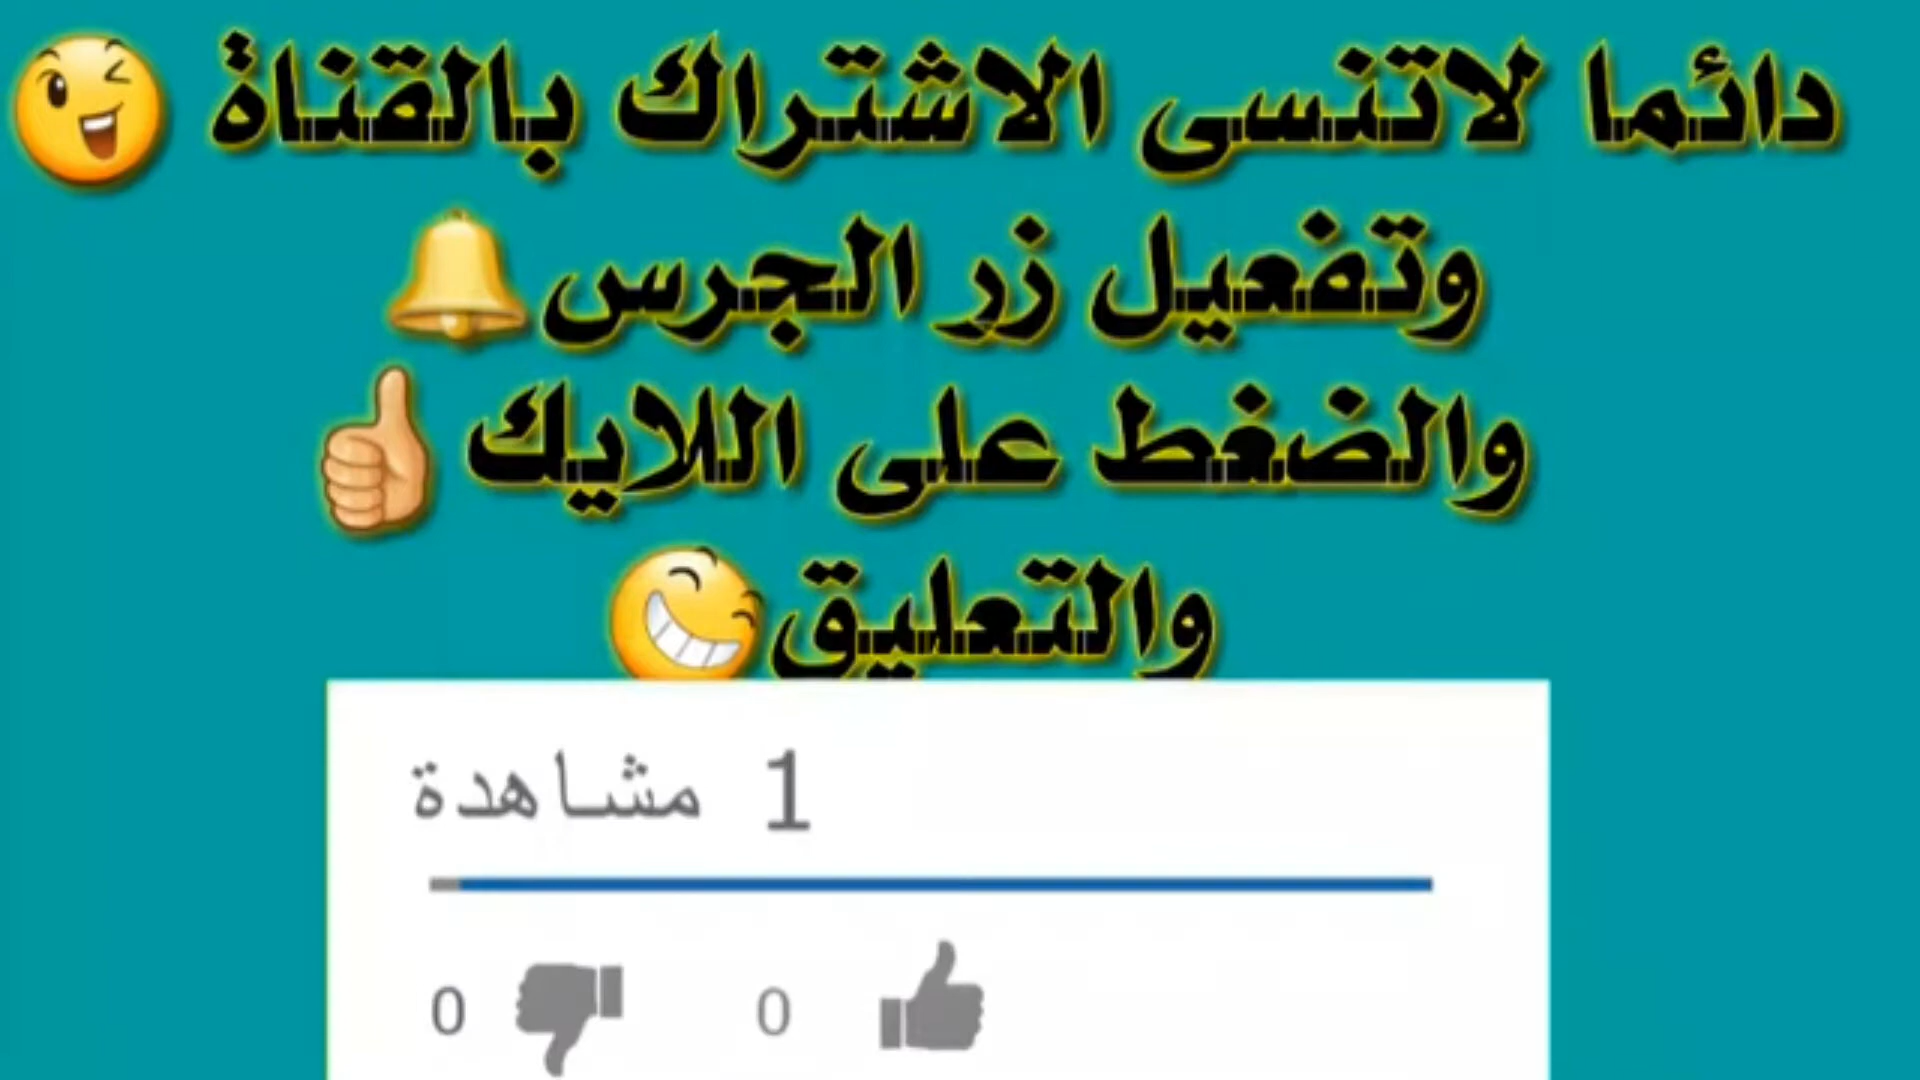 دائما لاتنسى الاشتراك بالقناة 😉
وتفعيل زر الجرس🔔
والضغط على اللايك 👍
والتعليق😆
1 مشاهدة
0 0